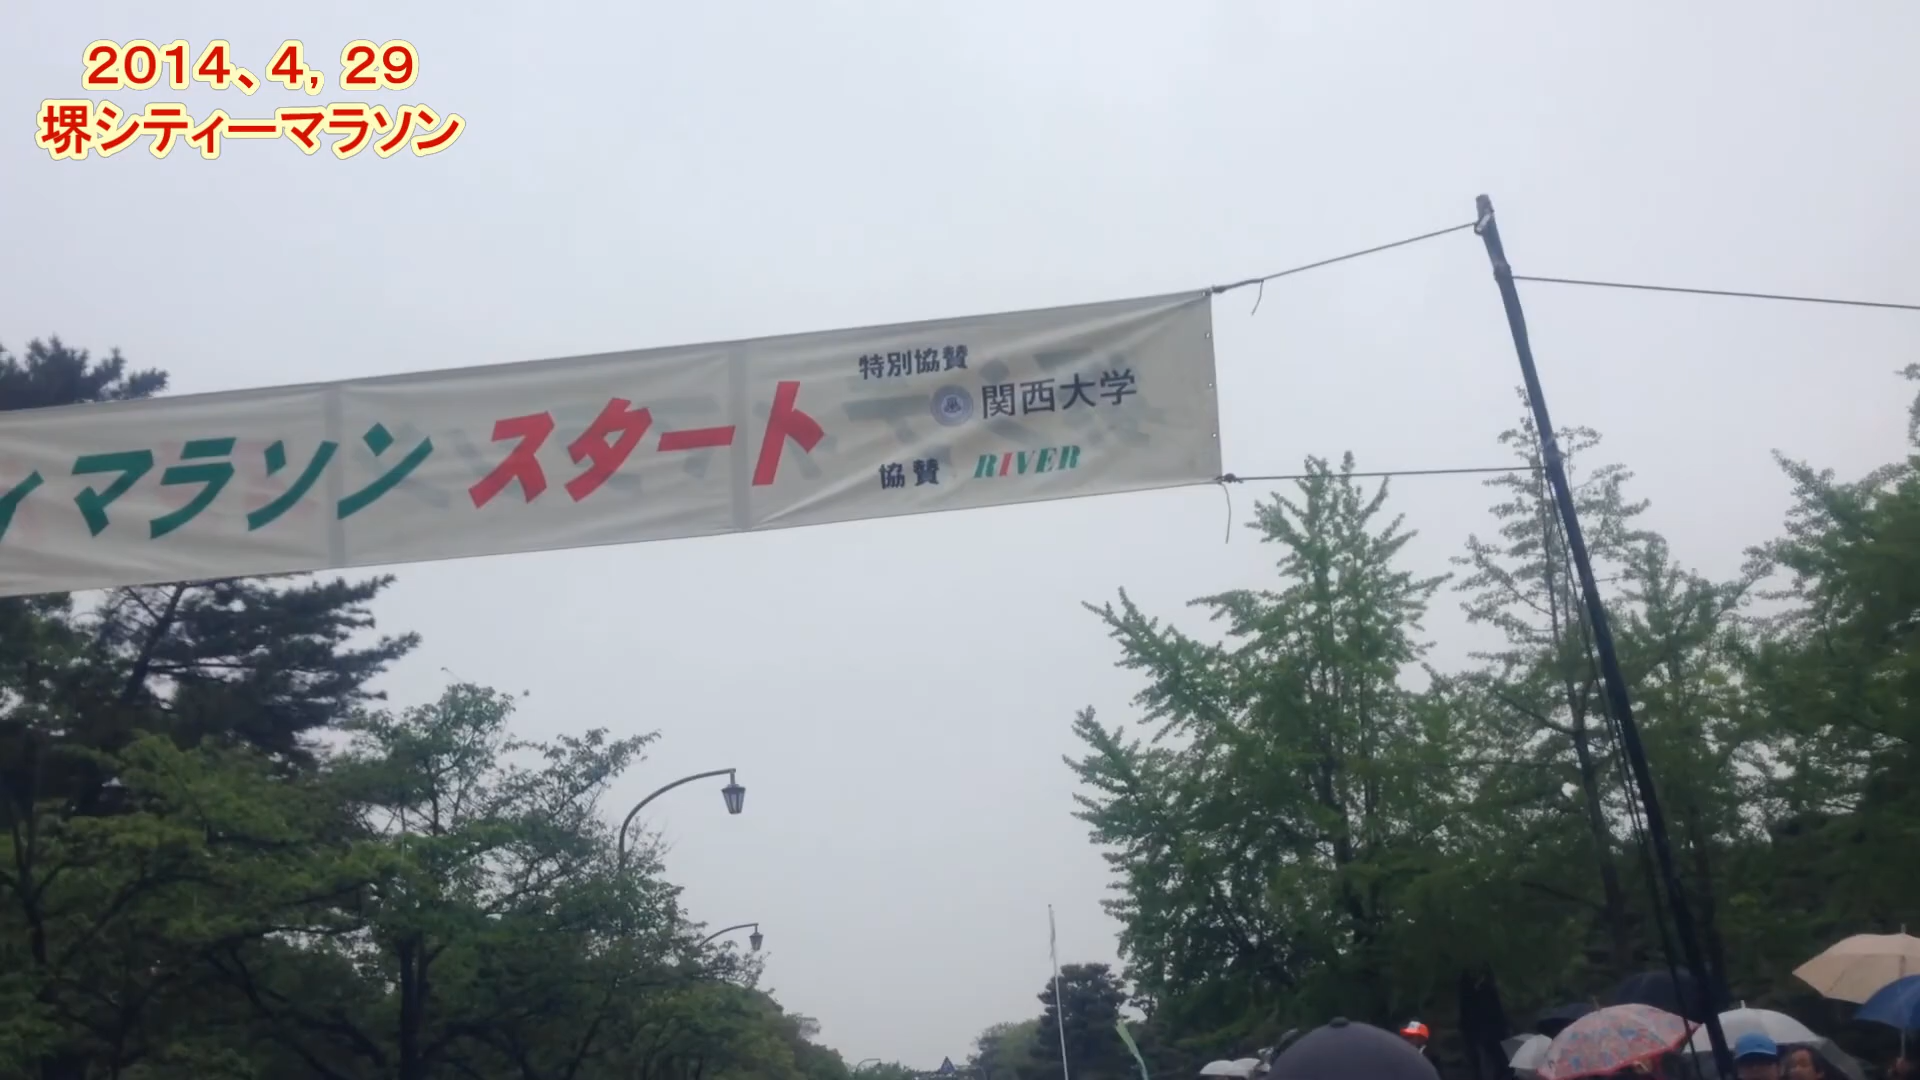 2014、4, 29
堺シティーマラソン
ィマラソン スタート
特別協賛
関西大学
協賛 RIVER